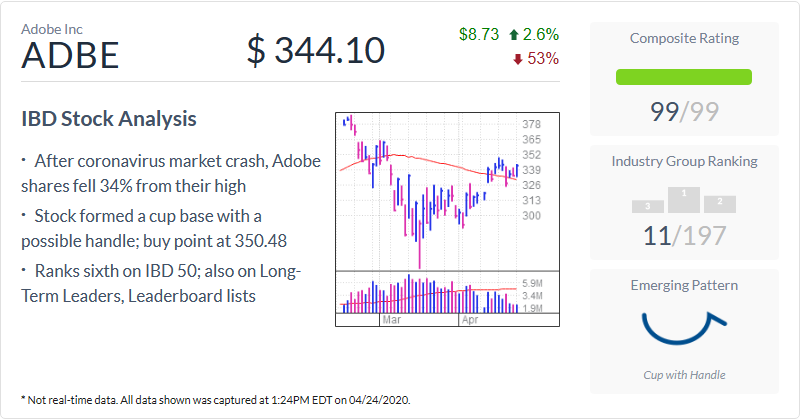 Adobe Inc
ADBE
$ 344.10
$8.73 2.6%
53%
IBD Stock Analysis
· After coronavirus market crash, Adobe
shares fell 34% from their high
· Stock formed a cup base with a
possible handle; buy point at 350.48
· Ranks sixth on IBD 50; also on Long-
Term Leaders, Leaderboard lists
378
365
352
339
326
313
300
5.9M
3.4M
1.9M
Mar Apr
Composite Rating
99/99
Industry Group Ranking
3 1 2
11/197
Emerging Pattern
Cup with Handle
* Not real-time data. All data shown was captured at 1:24PM EDT on 04/24/2020.